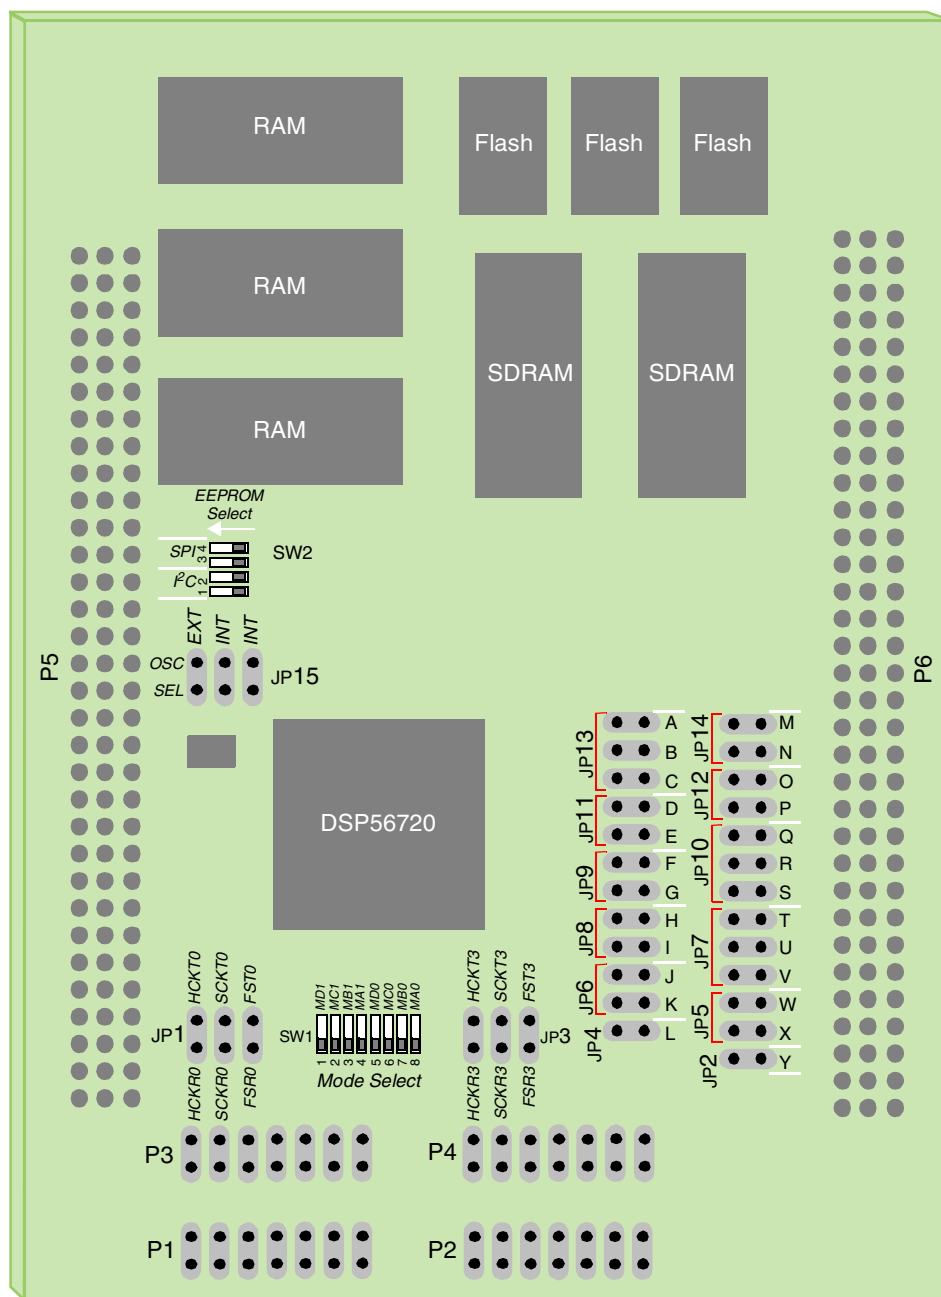 RAM
Flash Flash Flash
RAM
SDRAM SDRAM
RAM
EEPROM
Select
SPI 4
3
I²C 2
1
SW2
EXT INT INT
OSC
SEL
JP15
P5
P6
DSP56720
JP13
A
B
C
JP11
D
E
JP9
F
G
JP8
H
I
JP6
J
K
JP4
L
JP14
M
N
JP12
O
P
JP10
Q
R
S
JP7
T
U
V
JP5
W
X
JP2
Y
HCKT0 SCKT0 FST0
JP1
HCKR0 SCKR0 FSR0
MD1 MC1 MB1 MA1 MD0 MC0 MB0 MA0
SW1
1 2 3 4 5 6 7 8
Mode Select
HCKT3 SCKT3 FST3
JP3
HCKR3 SCKR3 FSR3
P3
P4
P1
P2